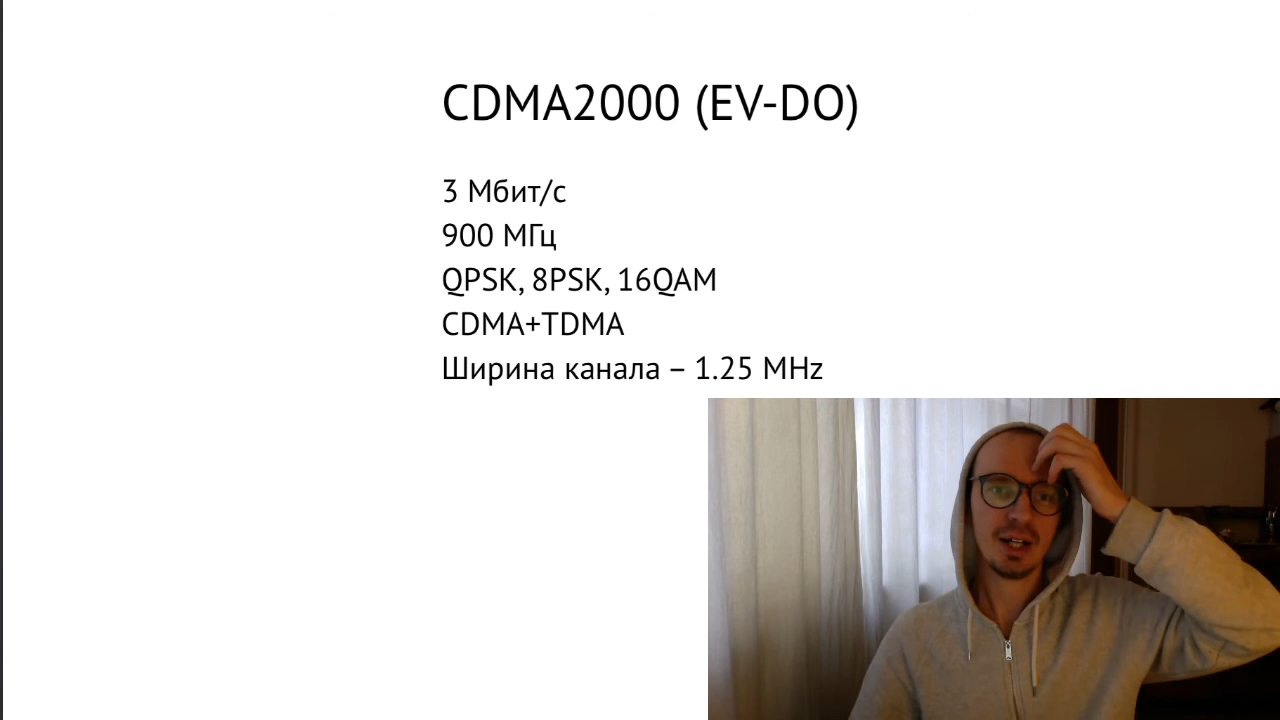 CDMA2000 (EV-DO)
3 Мбит/с
900 МГц
QPSK, 8PSK, 16QAM
CDMA+TDMA
Ширина канала – 1.25 MHz